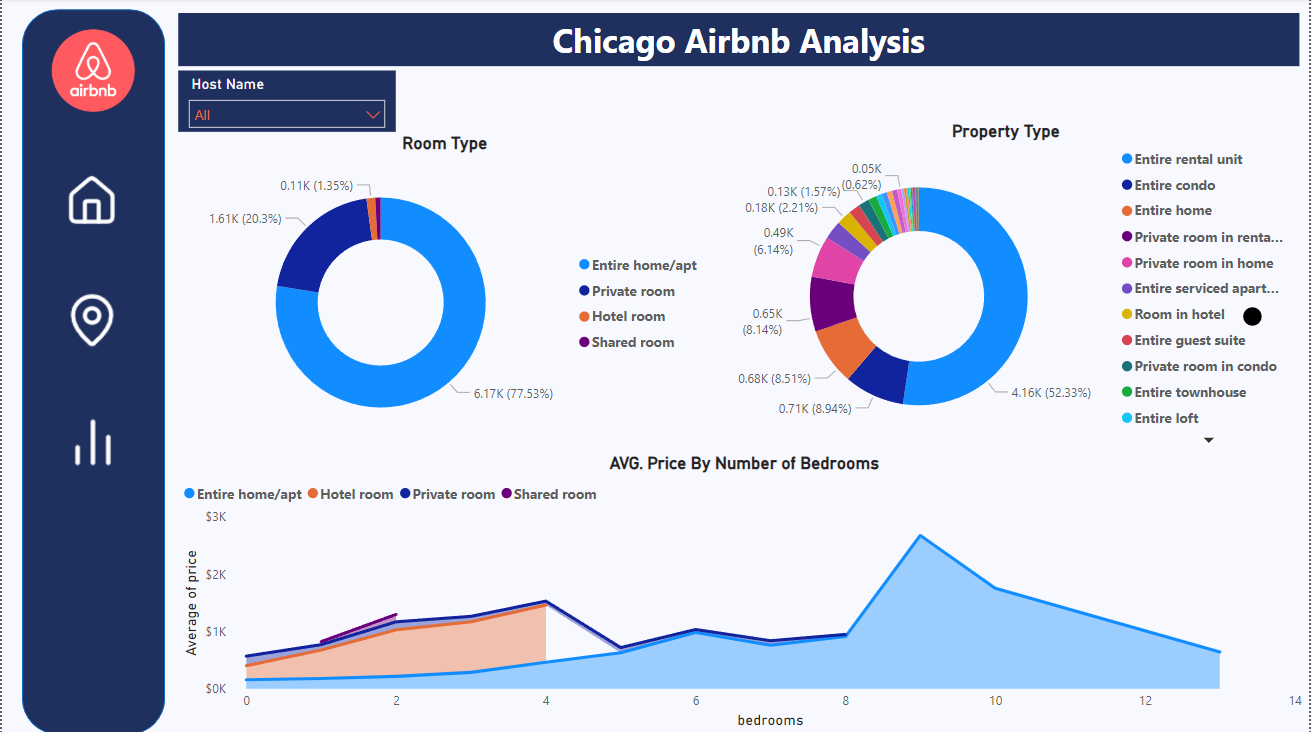 airbnb
Chicago Airbnb Analysis
Host Name
All
Room Type
0.11K (1.35%)
1.61K (20.3%)
6.17K (77.53%)
Entire home/apt
Private room
Hotel room
Shared room
Property Type
0.05K
(0.62%)
0.13K (1.57%)
0.18K (2.21%)
0.49K
(6.14%)
0.65K
(8.14%)
0.68K (8.51%)
0.71K (8.94%)
4.16K (52.33%)
Entire rental unit
Entire condo
Entire home
Private room in renta...
Private room in home
Entire serviced apart...
Room in hotel
Entire guest suite
Private room in condo
Entire townhouse
Entire loft
AVG. Price By Number of Bedrooms
Entire home/apt Hotel room Private room Shared room
Average of price
$3K
$2K
$1K
$0K
0 2 4 6 8 10 12 14
bedrooms